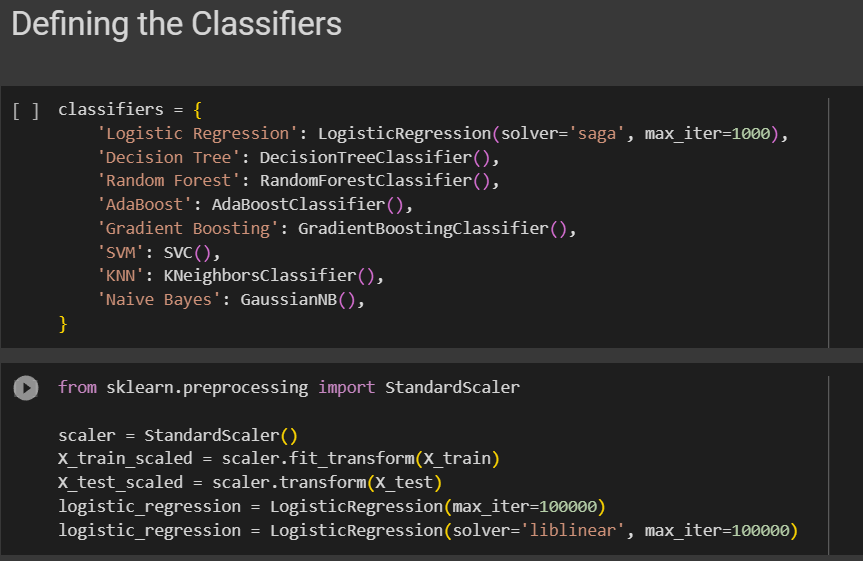 Defining the Classifiers
[ ] classifiers = {
'Logistic Regression': LogisticRegression(solver='saga', max_iter=1000),
'Decision Tree': DecisionTreeClassifier(),
'Random Forest': RandomForestClassifier(),
'AdaBoost': AdaBoostClassifier(),
'Gradient Boosting': GradientBoostingClassifier(),
'SVM': SVC(),
'KNN': KNeighborsClassifier(),
'Naive Bayes': GaussianNB(),
}
from sklearn.preprocessing import StandardScaler
scaler = StandardScaler()
X_train_scaled = scaler.fit_transform(X_train)
X_test_scaled = scaler.transform(X_test)
logistic_regression = LogisticRegression(max_iter=100000)
logistic_regression = LogisticRegression(solver='liblinear', max_iter=100000)